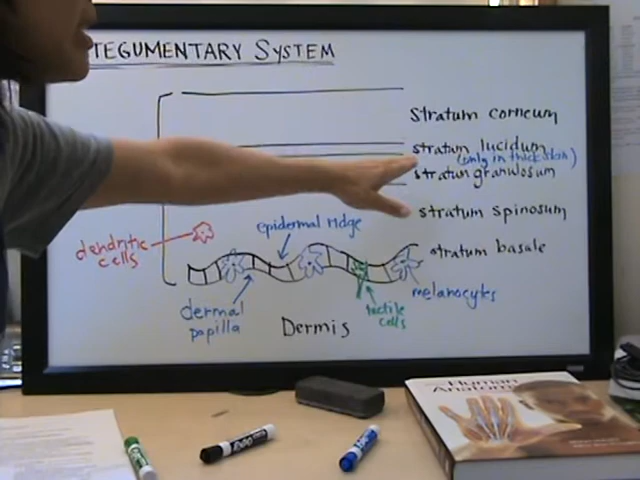 TEGUMENTARY SYSTEM
Stratum corneum
stratum lucidum
(only in thick skin)
stratum granulosum
stratum spinosum
stratum basale
epidermal ridge
dendritic
cells
melanocytes
dermal
papilla
tactile
cells
Dermis
Human
Anatomy
EXPO